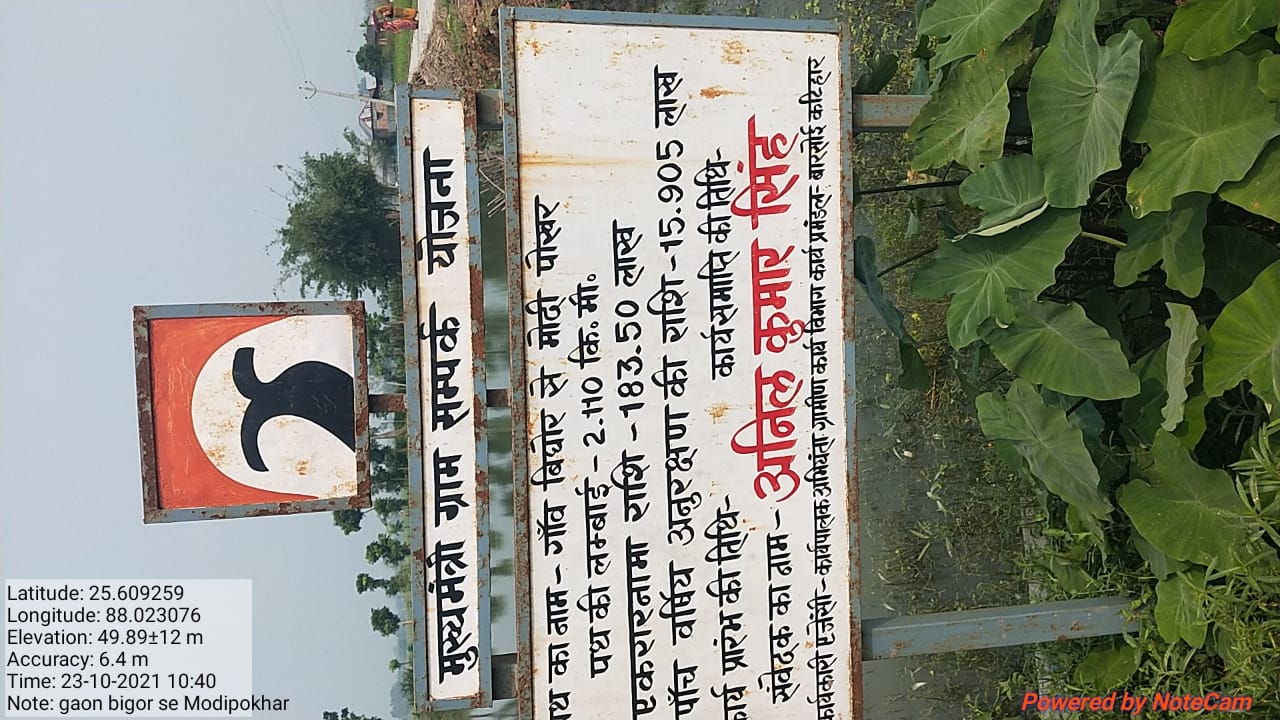 मुख्यमंत्री ग्राम सम्पर्क योजना
पथ का नाम - गाँव बिघोर से मोदी पोखर
पथ की लम्बाई - 2.110 कि.मी.
एकरारनामा राशि - 183.50 लाख
पाँच वर्षिय अनुरक्षण की राशि - 15.905 लाख
कार्य प्रारंभ की तिथि- कार्य समाप्ति की तिथि-
संवेदक का नाम - अनिल कुमार सिंह
कार्यकारी एजेंसी - कार्यपालक अभियंता ग्रामीण कार्य विभाग कार्य प्रमंडल- बारसोई कटिहार
Latitude: 25.609259
Longitude: 88.023076
Elevation: 49.89±12 m
Accuracy: 6.4 m
Time: 23-10-2021 10:40
Note: gaon bigor se Modipokhar
Powered by NoteCam